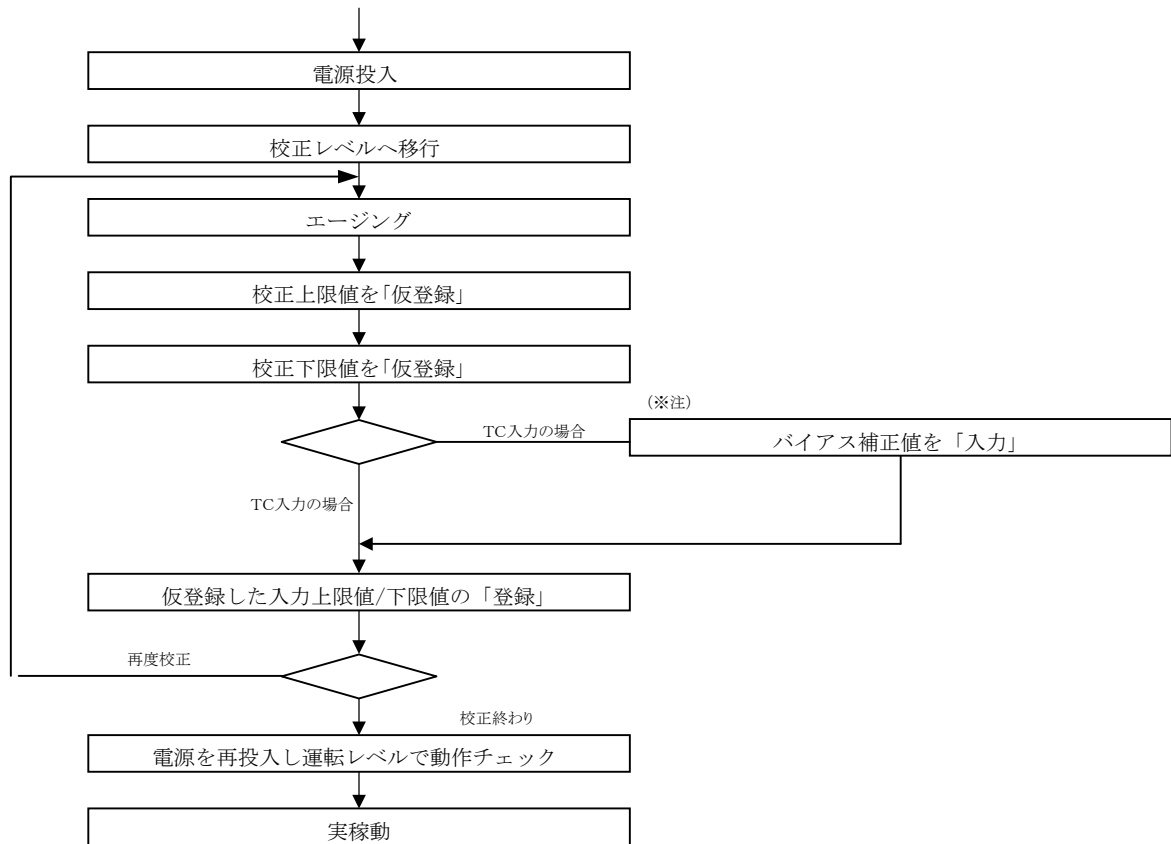 電源投入
校正レベルへ移行
エージング
校正上限値を「仮登録」
校正下限値を「仮登録」
（※注）
TC入力の場合
バイアス補正値を「入力」
TC入力の場合
仮登録した入力上限値/下限値の「登録」
再度校正
校正終わり
電源を再投入し運転レベルで動作チェック
実稼動